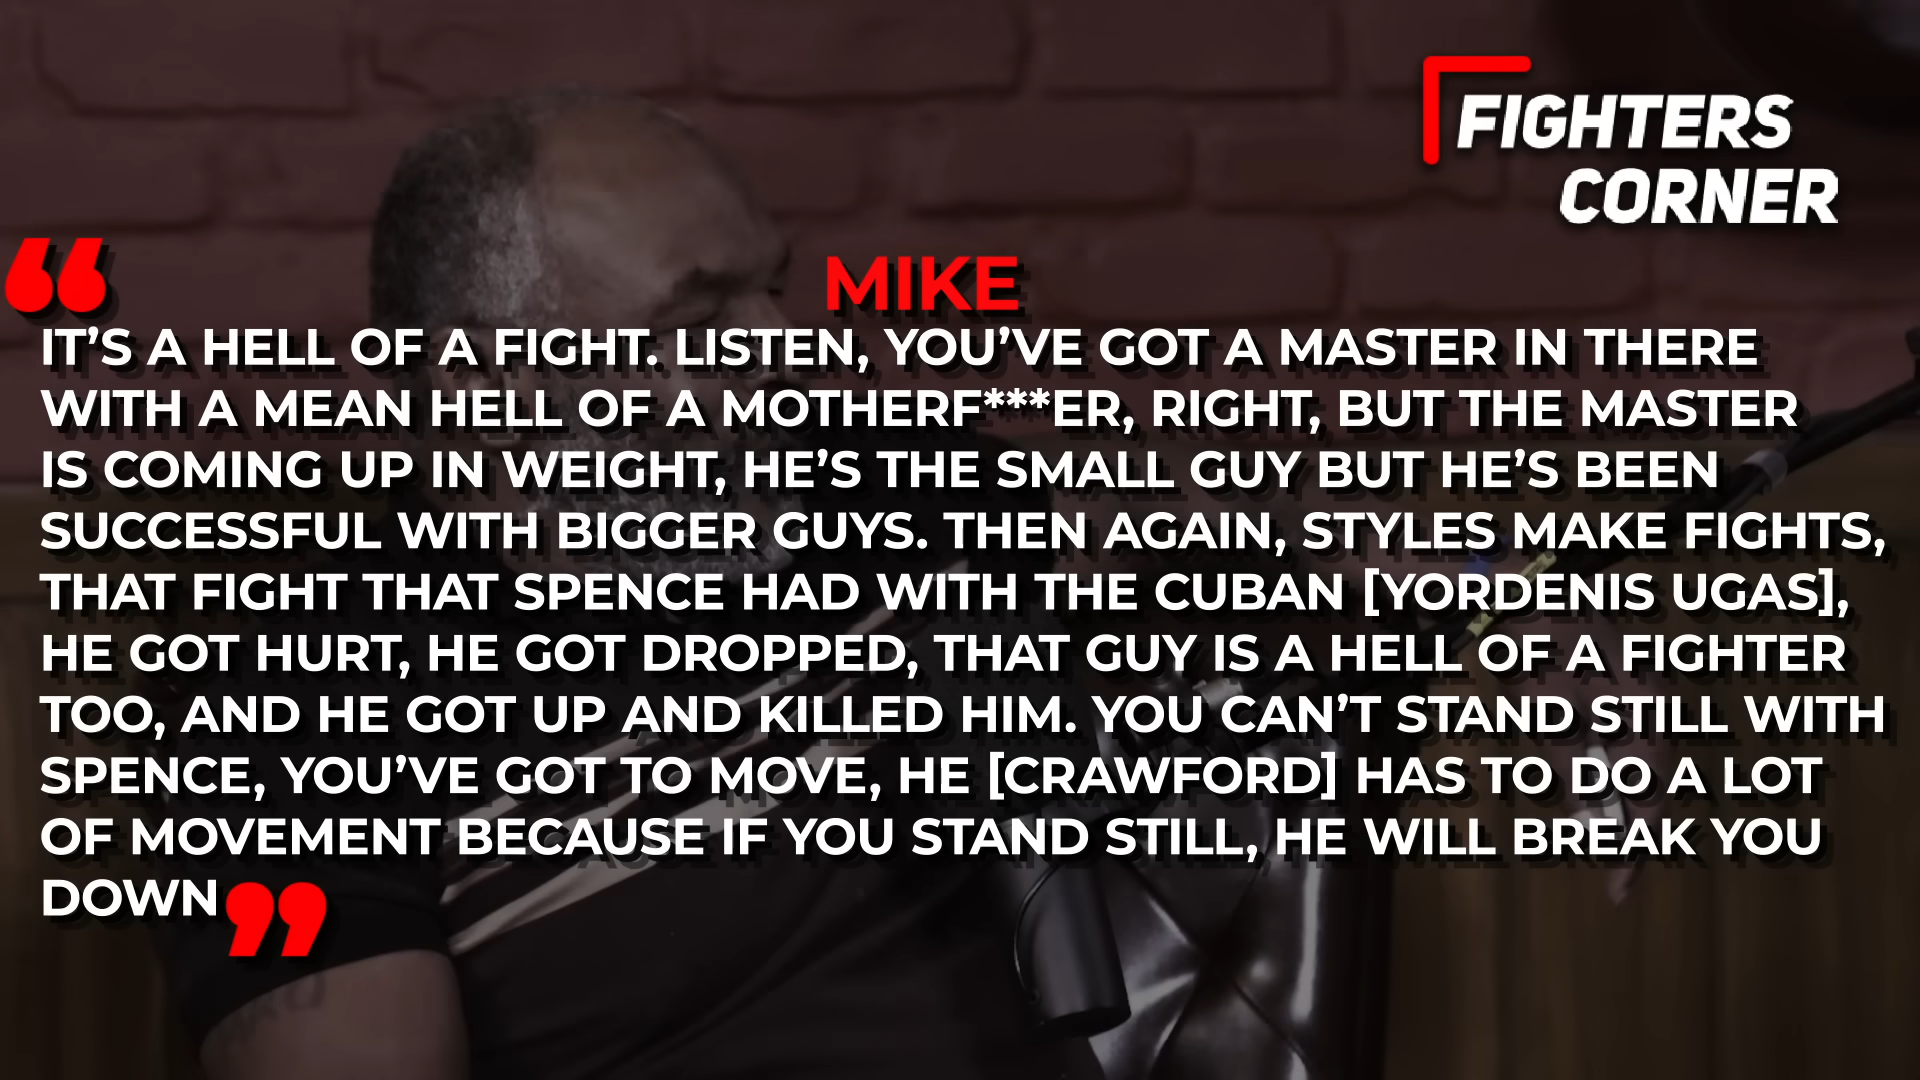 FIGHTERS
CORNER
“
MIKE
IT’S A HELL OF A FIGHT. LISTEN, YOU’VE GOT A MASTER IN THERE
WITH A MEAN HELL OF A MOTHERF***ER, RIGHT, BUT THE MASTER
IS COMING UP IN WEIGHT, HE’S THE SMALL GUY BUT HE’S BEEN
SUCCESSFUL WITH BIGGER GUYS. THEN AGAIN, STYLES MAKE FIGHTS,
THAT FIGHT THAT SPENCE HAD WITH THE CUBAN [YORDENIS UGAS],
HE GOT HURT, HE GOT DROPPED, THAT GUY IS A HELL OF A FIGHTER
TOO, AND HE GOT UP AND KILLED HIM. YOU CAN’T STAND STILL WITH
SPENCE, YOU’VE GOT TO MOVE, HE [CRAWFORD] HAS TO DO A LOT
OF MOVEMENT BECAUSE IF YOU STAND STILL, HE WILL BREAK YOU
DOWN ”